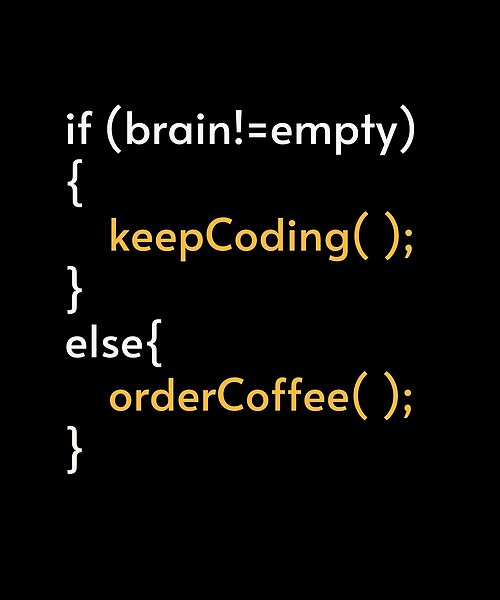 if (brain!=empty)
{
keepCoding( );
}
else{
orderCoffee( );
}